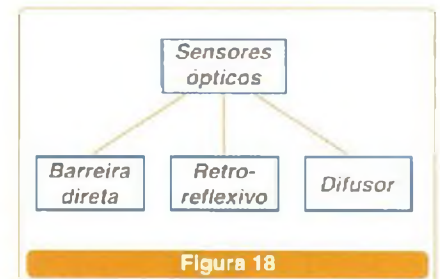 Sensores
ópticos
Barreira
direta
Retro-
reflexivo
Difusor
Figura 18